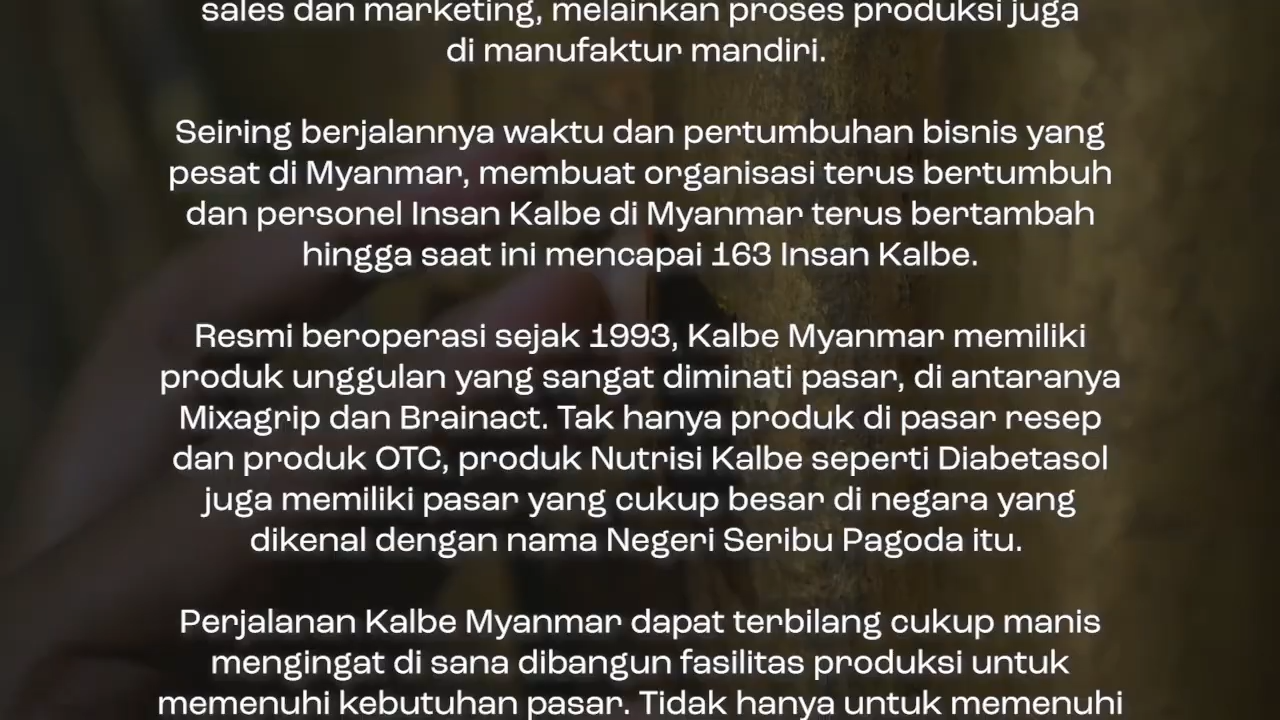 sales dan marketing, melainkan proses produksi juga
di manufaktur mandiri.
Seiring berjalannya waktu dan pertumbuhan bisnis yang
pesat di Myanmar, membuat organisasi terus bertumbuh
dan personel Insan Kalbe di Myanmar terus bertambah
hingga saat ini mencapai 163 Insan Kalbe.
Resmi beroperasi sejak 1993, Kalbe Myanmar memiliki
produk unggulan yang sangat diminati pasar, di antaranya
Mixagrip dan Brainact. Tak hanya produk di pasar resep
dan produk OTC, produk Nutrisi Kalbe seperti Diabetasol
juga memiliki pasar yang cukup besar di negara yang
dikenal dengan nama Negeri Seribu Pagoda itu.
Perjalanan Kalbe Myanmar dapat terbilang cukup manis
mengingat di sana dibangun fasilitas produksi untuk
memenuhi kebutuhan pasar. Tidak hanya untuk memenuhi